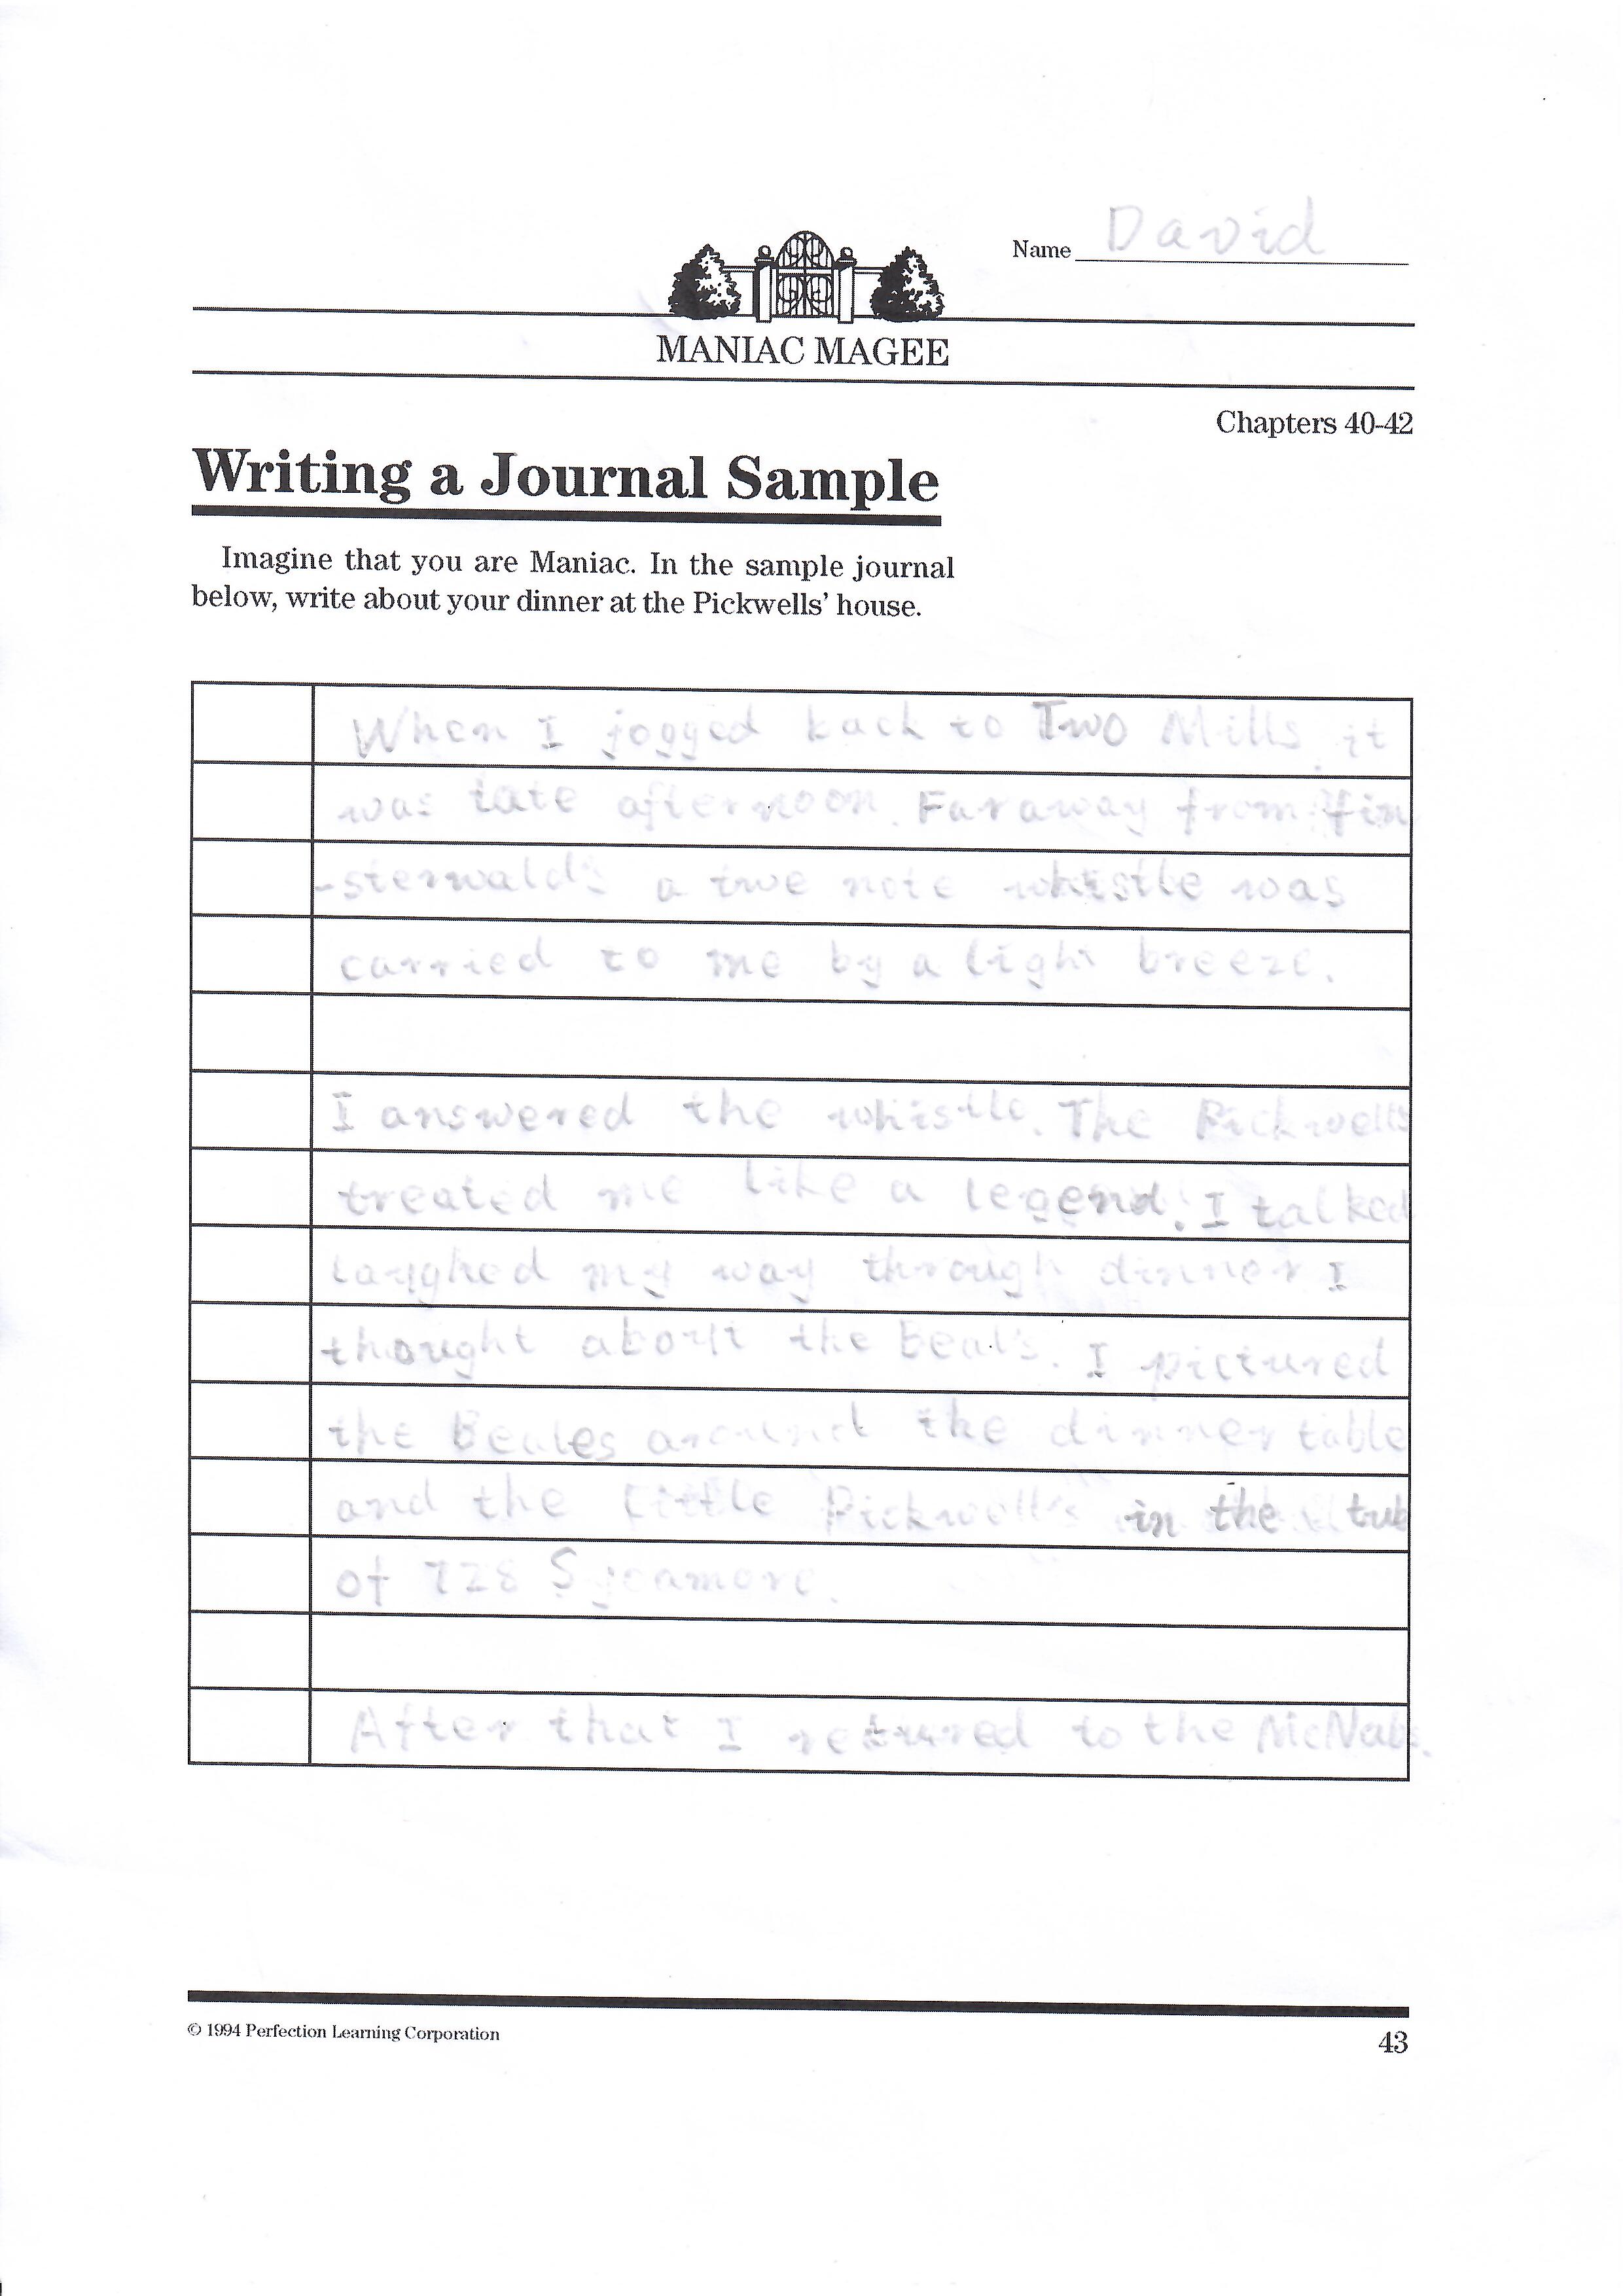 Name David
MANIAC MAGEE
Chapters 40-42
Writing a Journal Sample
Imagine that you are Maniac. In the sample journal
below, write about your dinner at the Pickwells' house.
When I jogged back to Two Mills, it
was late afternoon. Faraway from Fin
-sterwald's a two note whistle was
carried to me by a light breeze.
I answered the whistle. The Pickwells
treated me like a legend. I talked
laughed my way through dinner I
thought about the Beals. I pictured
the Beales around the dinner table
and the little Pickwell's in the tub
of 728 Sycamore.
After that I retured to the McNabs.
© 1994 Perfection Learning Corporation
43